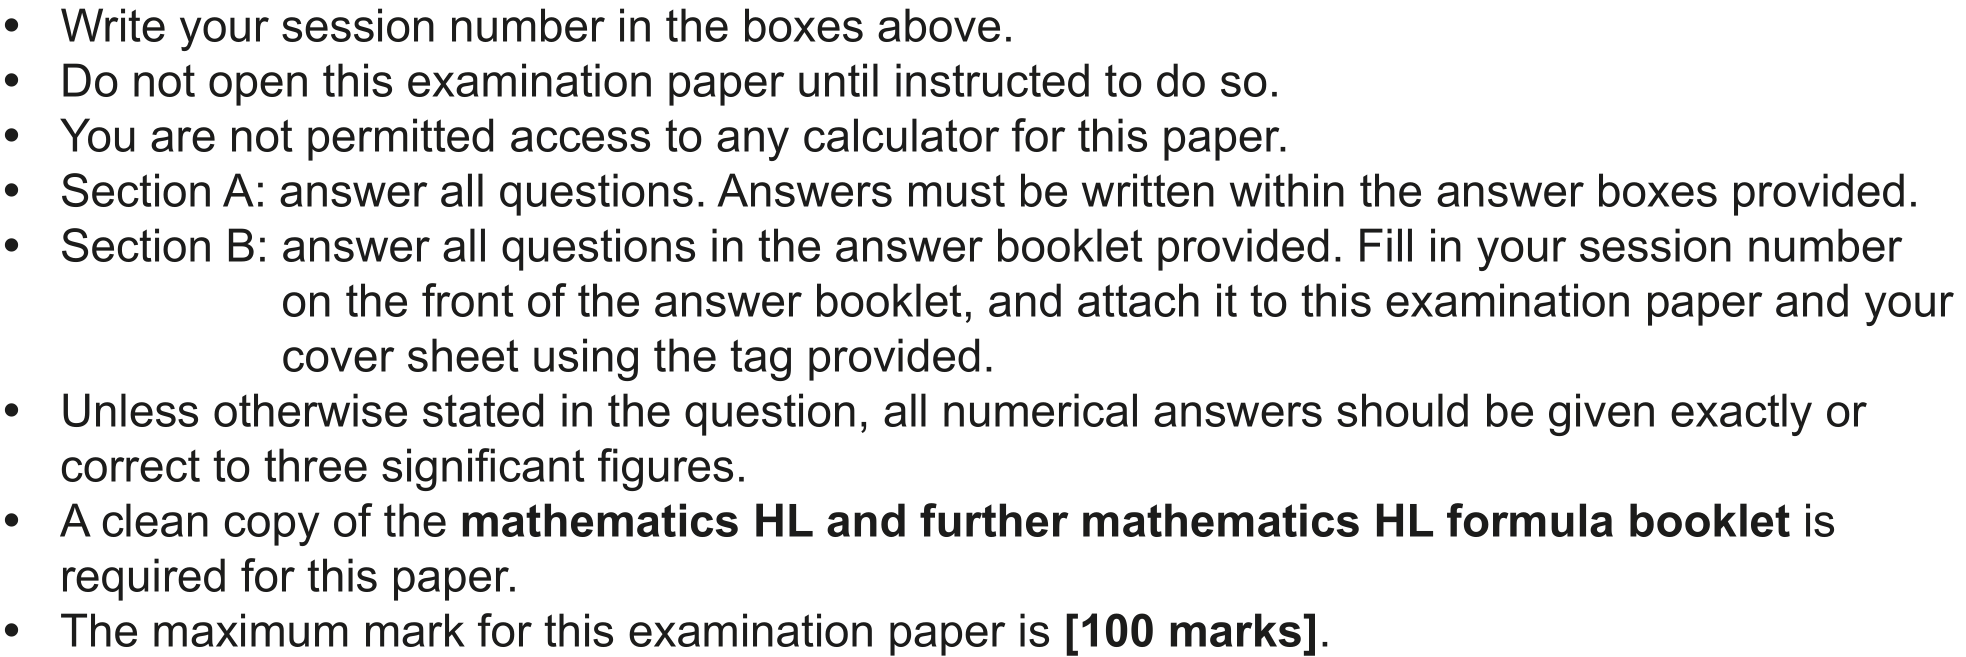 • Write your session number in the boxes above.
• Do not open this examination paper until instructed to do so.
• You are not permitted access to any calculator for this paper.
• Section A: answer all questions. Answers must be written within the answer boxes provided.
• Section B: answer all questions in the answer booklet provided. Fill in your session number
on the front of the answer booklet, and attach it to this examination paper and your
cover sheet using the tag provided.
• Unless otherwise stated in the question, all numerical answers should be given exactly or
correct to three significant figures.
• A clean copy of the mathematics HL and further mathematics HL formula booklet is
required for this paper.
• The maximum mark for this examination paper is [100 marks].